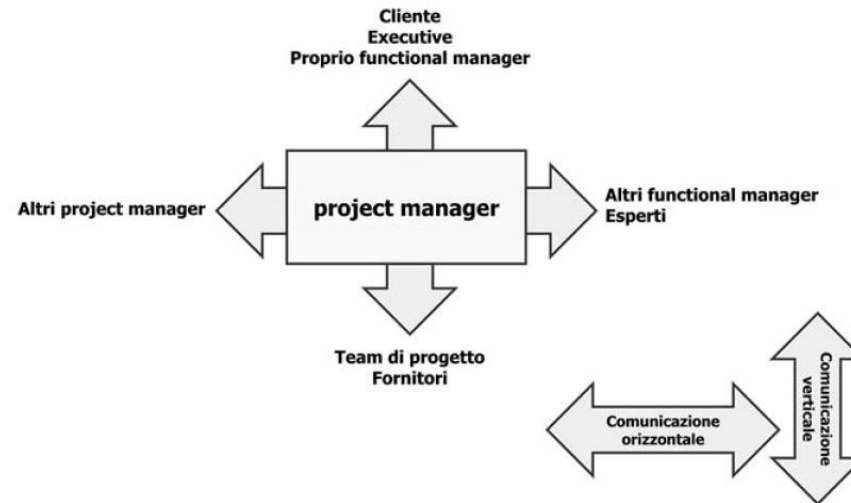 Cliente
Executive
Proprio functional manager
Altri project manager
project manager
Altri functional manager
Esperti
Team di progetto
Fornitori
Comunicazione
orizzontale
Comunicazione
verticale